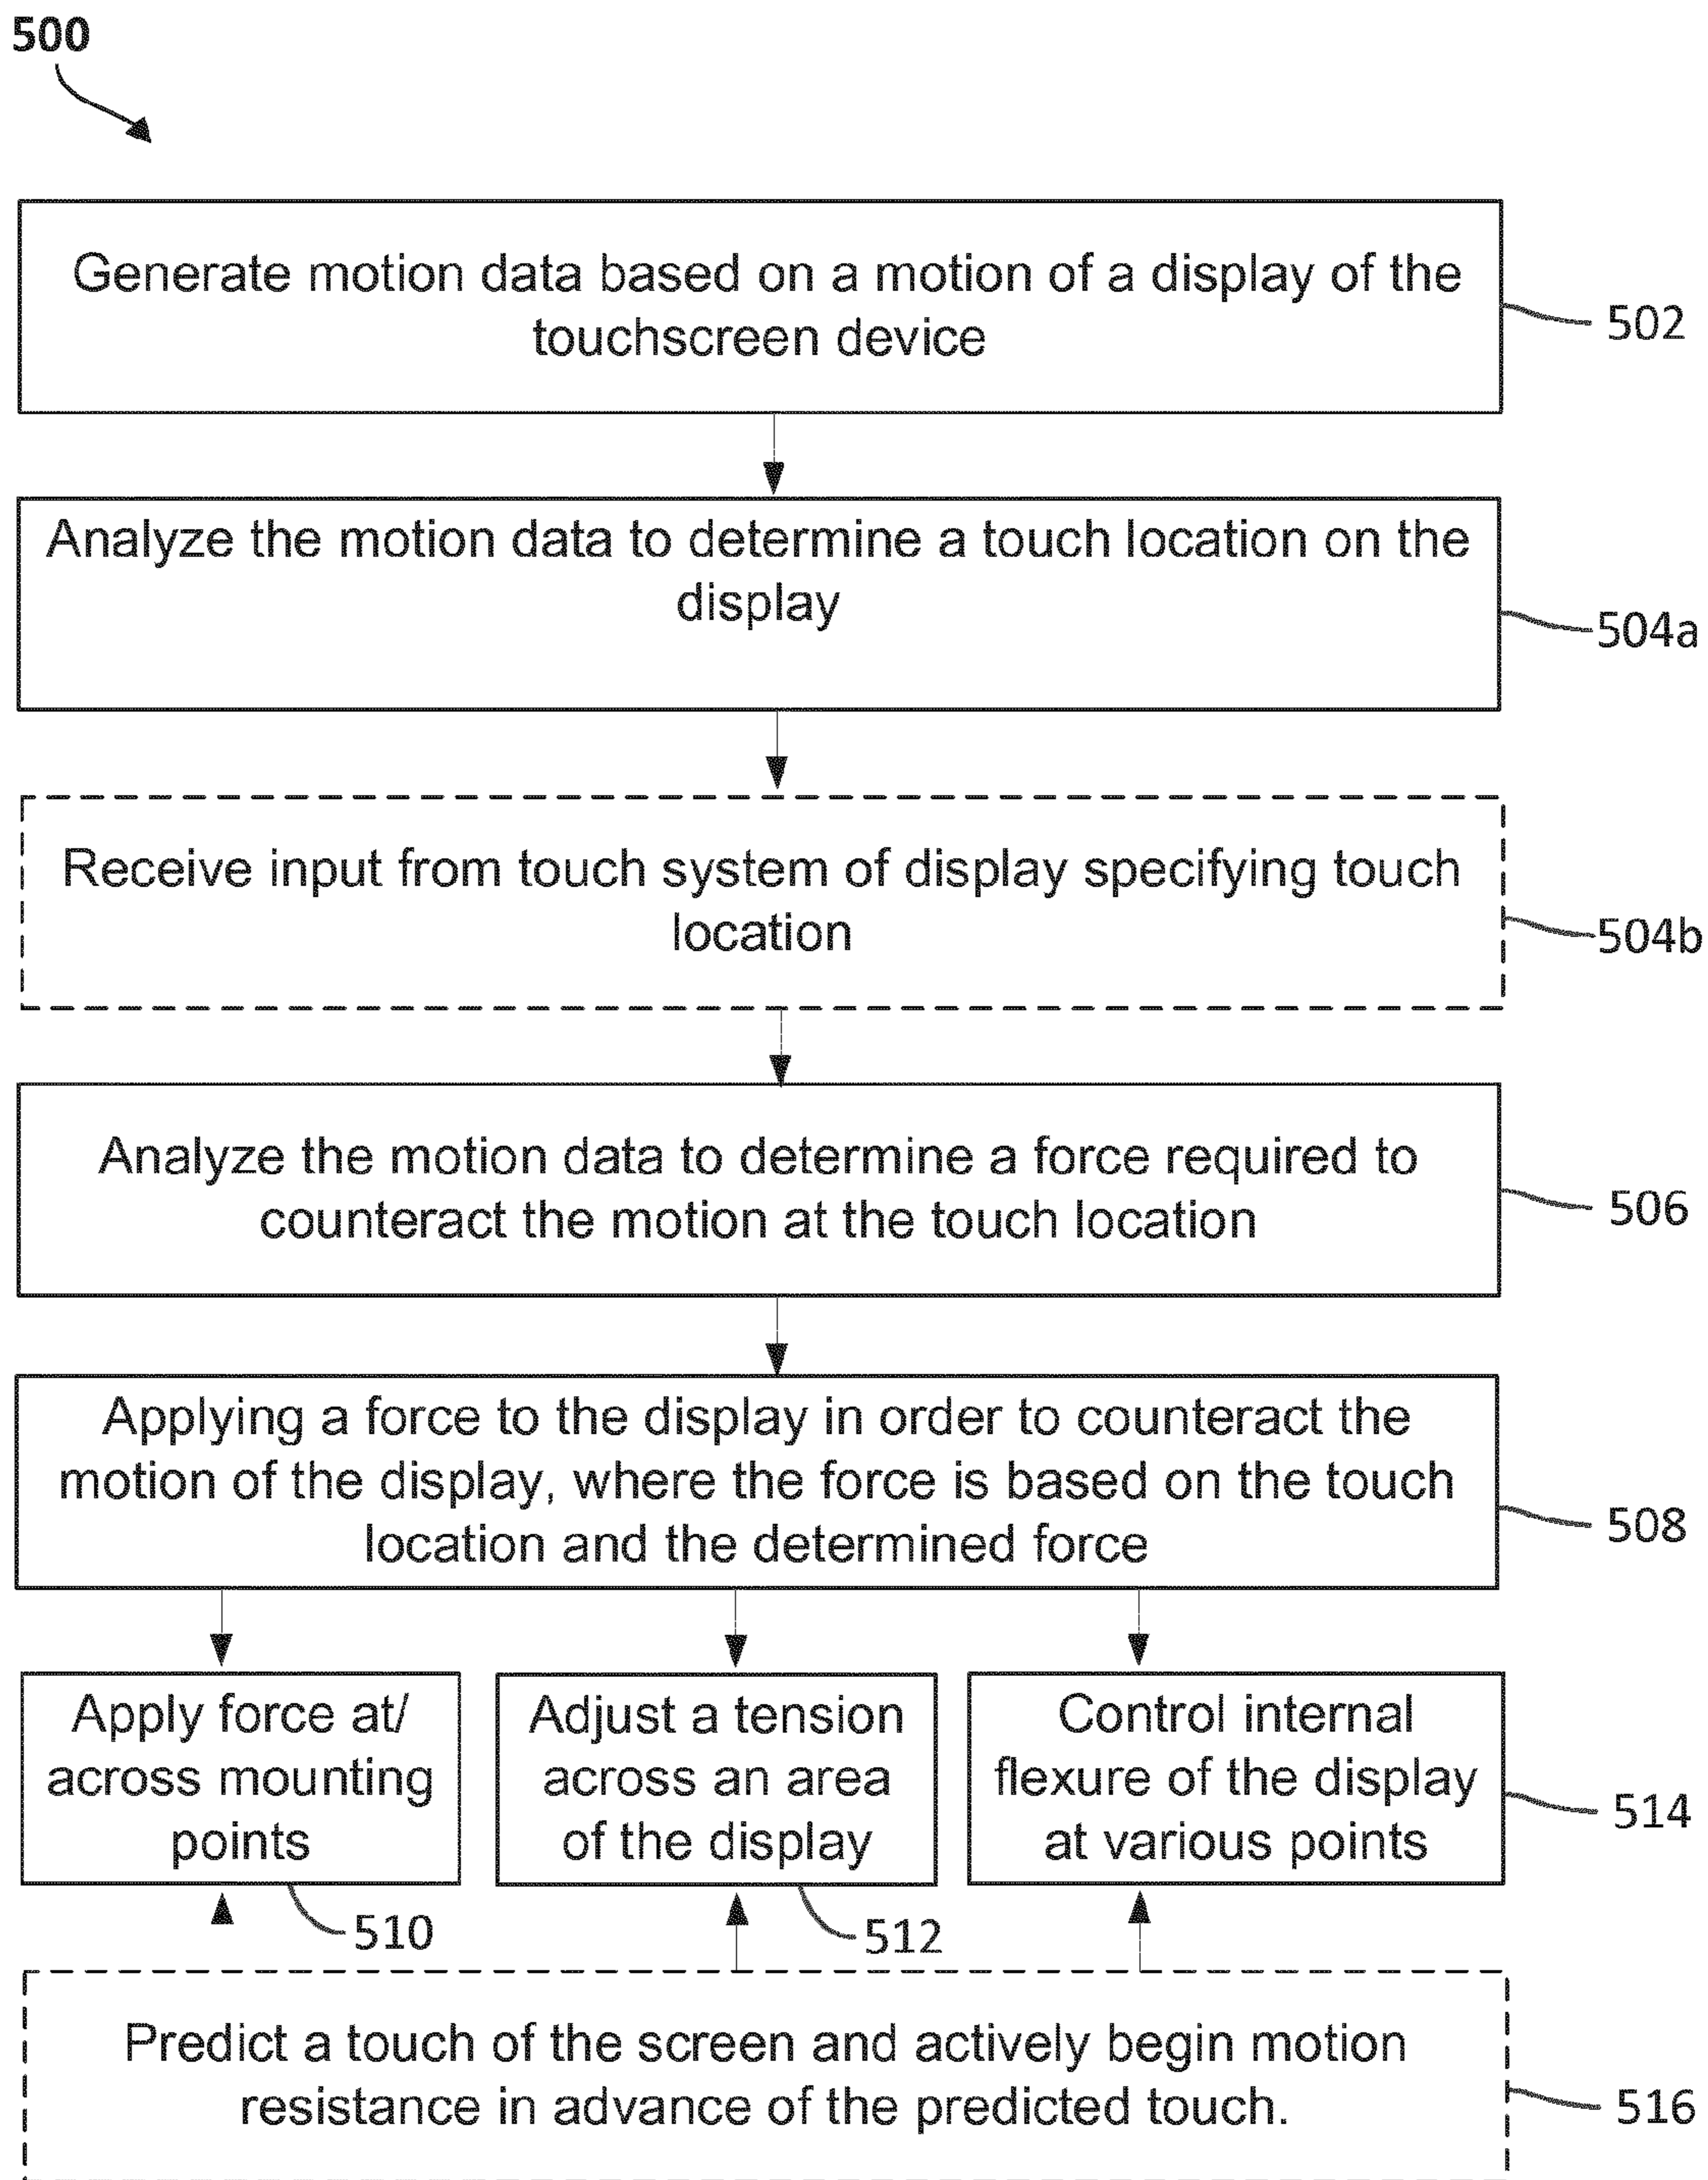 500
Generate motion data based on a motion of a display of the
touchscreen device
502
Analyze the motion data to determine a touch location on the
display
504a
Receive input from touch system of display specifying touch
location
504b
Analyze the motion data to determine a force required to
counteract the motion at the touch location
506
Applying a force to the display in order to counteract the
motion of the display, where the force is based on the touch
location and the determined force
508
Apply force at/
across mounting
points
510
Adjust a tension
across an area
of the display
512
Control internal
flexure of the display
at various points
514
Predict a touch of the screen and actively begin motion
resistance in advance of the predicted touch.
516